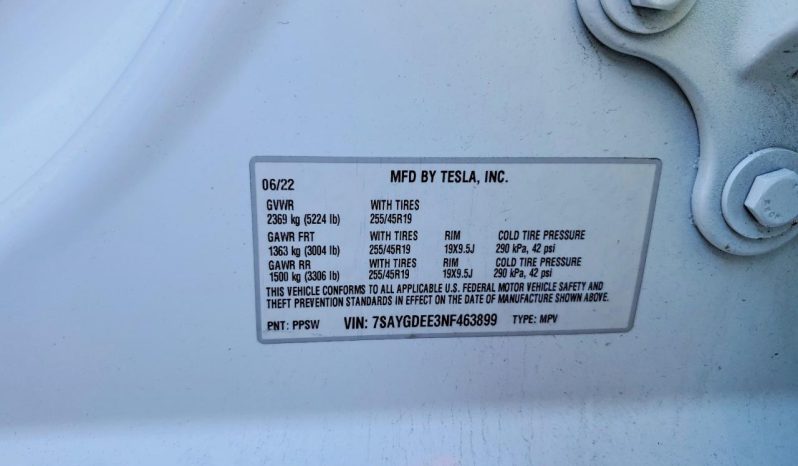 06/22 MFD BY TESLA, INC.
GVWR WITH TIRES
2369 kg (5224 lb) 255/45R19
GAWR FRT WITH TIRES RIM COLD TIRE PRESSURE
1363 kg (3004 lb) 255/45R19 19X9.5J 290 kPa, 42 psi
GAWR RR WITH TIRES RIM COLD TIRE PRESSURE
1500 kg (3306 lb) 255/45R19 19X9.5J 290 kPa, 42 psi
THIS VEHICLE CONFORMS TO ALL APPLICABLE U.S. FEDERAL MOTOR VEHICLE SAFETY AND
THEFT PREVENTION STANDARDS IN EFFECT ON THE DATE OF MANUFACTURE SHOWN ABOVE.
PNT: PPSW VIN: 7SAYGDEE3NF463899 TYPE: MPV